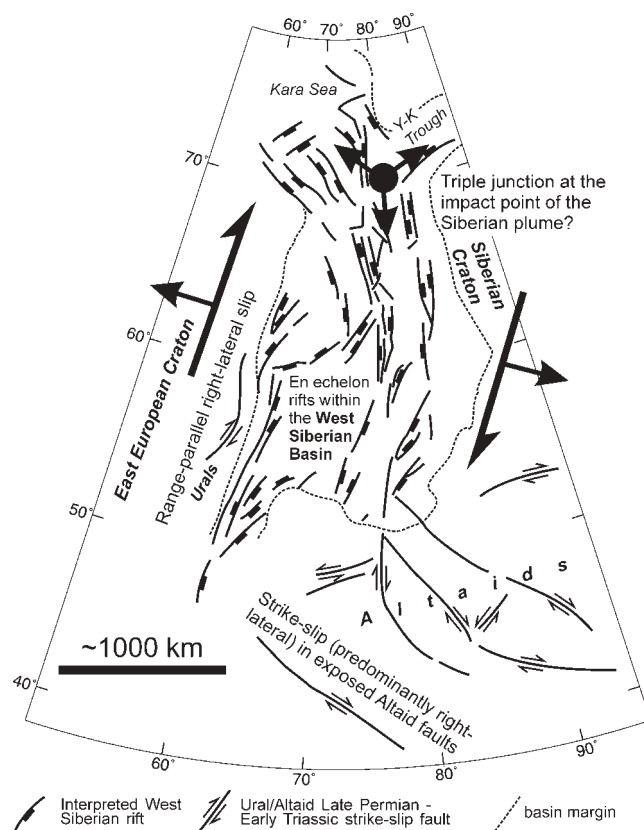 60° 70° 80° 90°
Kara Sea
Y-K
Trough
70°
Triple junction at the
impact point of the
Siberian plume?
Siberian
Craton
60°
East European Craton
Range-parallel right-lateral slip
Urals
En echelon
rifts within
the West
Siberian
Basin
50°
A l t a i d s
Strike-slip (predominantly right-
lateral) in exposed Altaid faults
~1000 km
40°
60° 70° 80° 90°
Interpreted West
Siberian rift
Ural/Altaid Late Permian -
Early Triassic strike-slip fault
basin margin